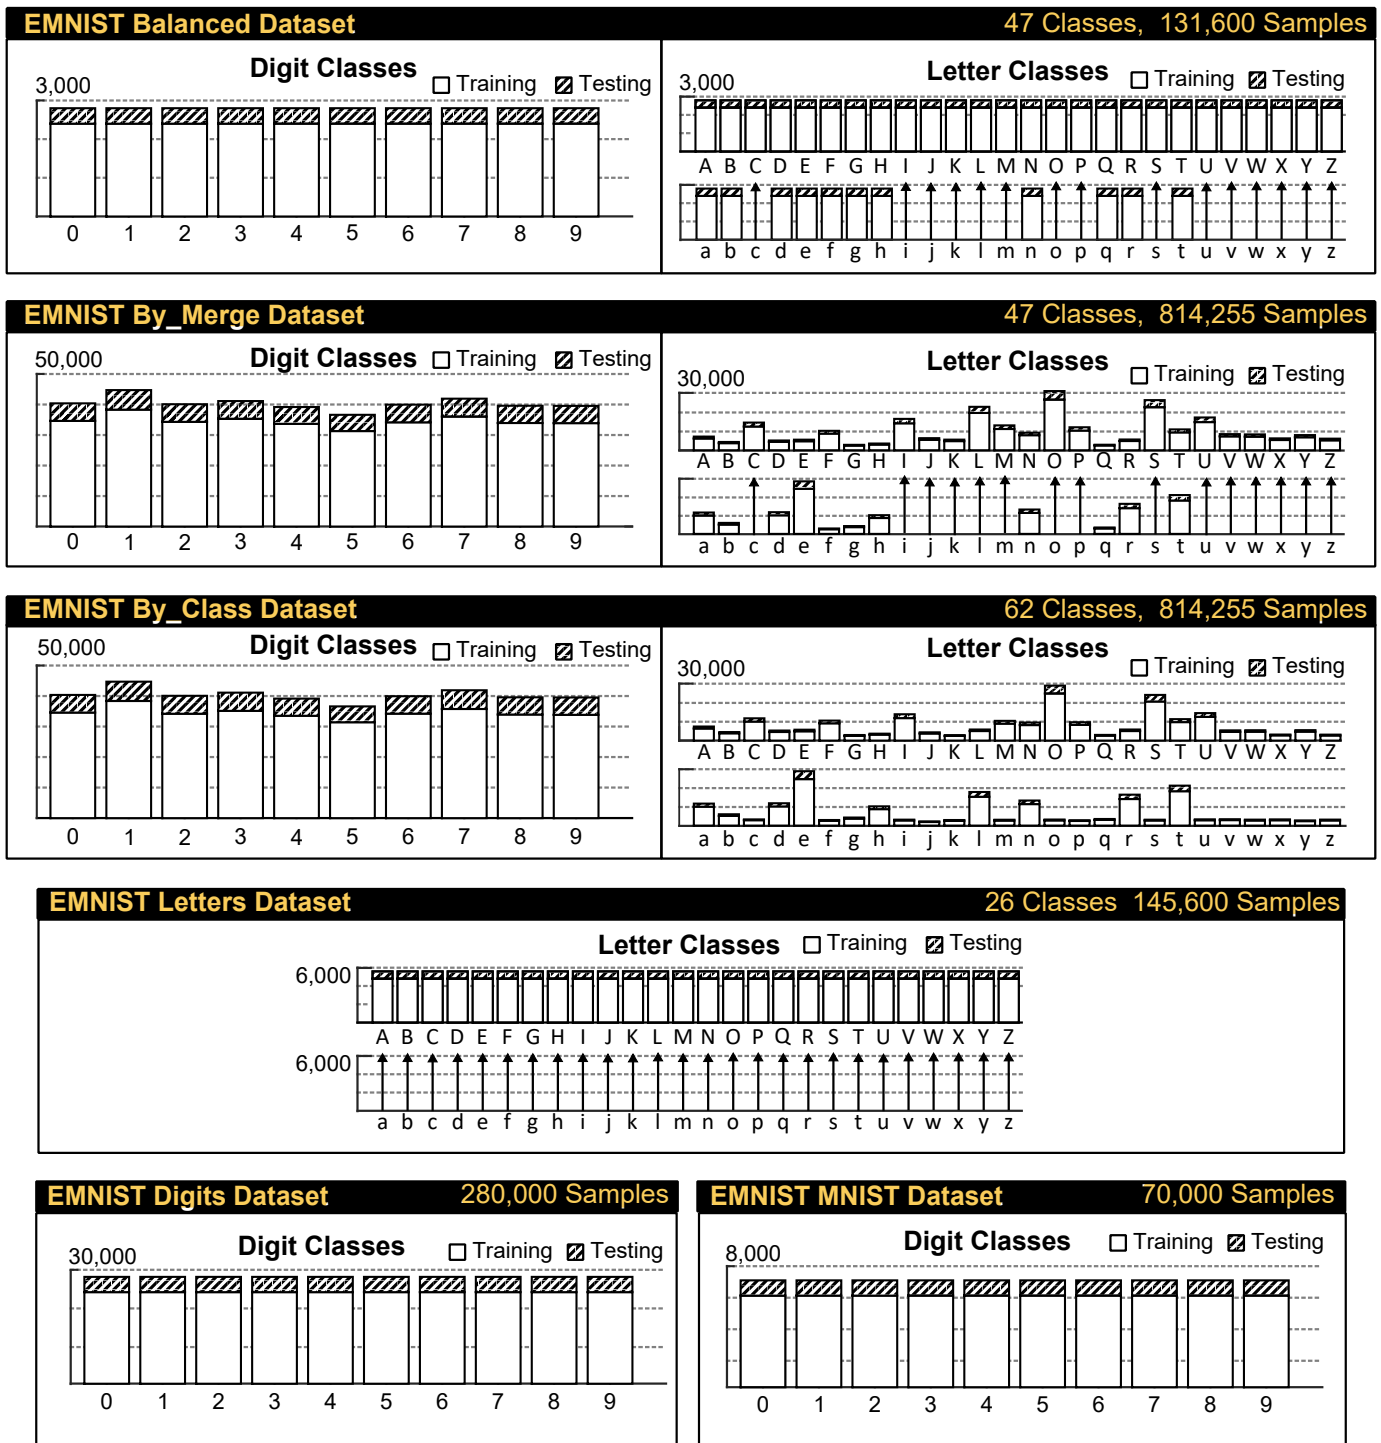 EMNIST Balanced Dataset 47 Classes, 131,600 Samples
Digit Classes Training Testing
3,000
0 1 2 3 4 5 6 7 8 9
Letter Classes Training Testing
3,000
A B C D E F G H I J K L M N O P Q R S T U V W X Y Z
a b c d e f g h i j k l m n o p q r s t u v w x y z
EMNIST By_Merge Dataset 47 Classes, 814,255 Samples
Digit Classes Training Testing
50,000
0 1 2 3 4 5 6 7 8 9
Letter Classes Training Testing
30,000
A B C D E F G H I J K L M N O P Q R S T U V W X Y Z
a b c d e f g h i j k l m n o p q r s t u v w x y z
EMNIST By_Class Dataset 62 Classes, 814,255 Samples
Digit Classes Training Testing
50,000
0 1 2 3 4 5 6 7 8 9
Letter Classes Training Testing
30,000
A B C D E F G H I J K L M N O P Q R S T U V W X Y Z
a b c d e f g h i j k l m n o p q r s t u v w x y z
EMNIST Letters Dataset 26 Classes 145,600 Samples
Letter Classes Training Testing
6,000
A B C D E F G H I J K L M N O P Q R S T U V W X Y Z
6,000
a b c d e f g h i j k l m n o p q r s t u v w x y z
EMNIST Digits Dataset 280,000 Samples
Digit Classes Training Testing
30,000
0 1 2 3 4 5 6 7 8 9
EMNIST MNIST Dataset 70,000 Samples
Digit Classes Training Testing
8,000
0 1 2 3 4 5 6 7 8 9